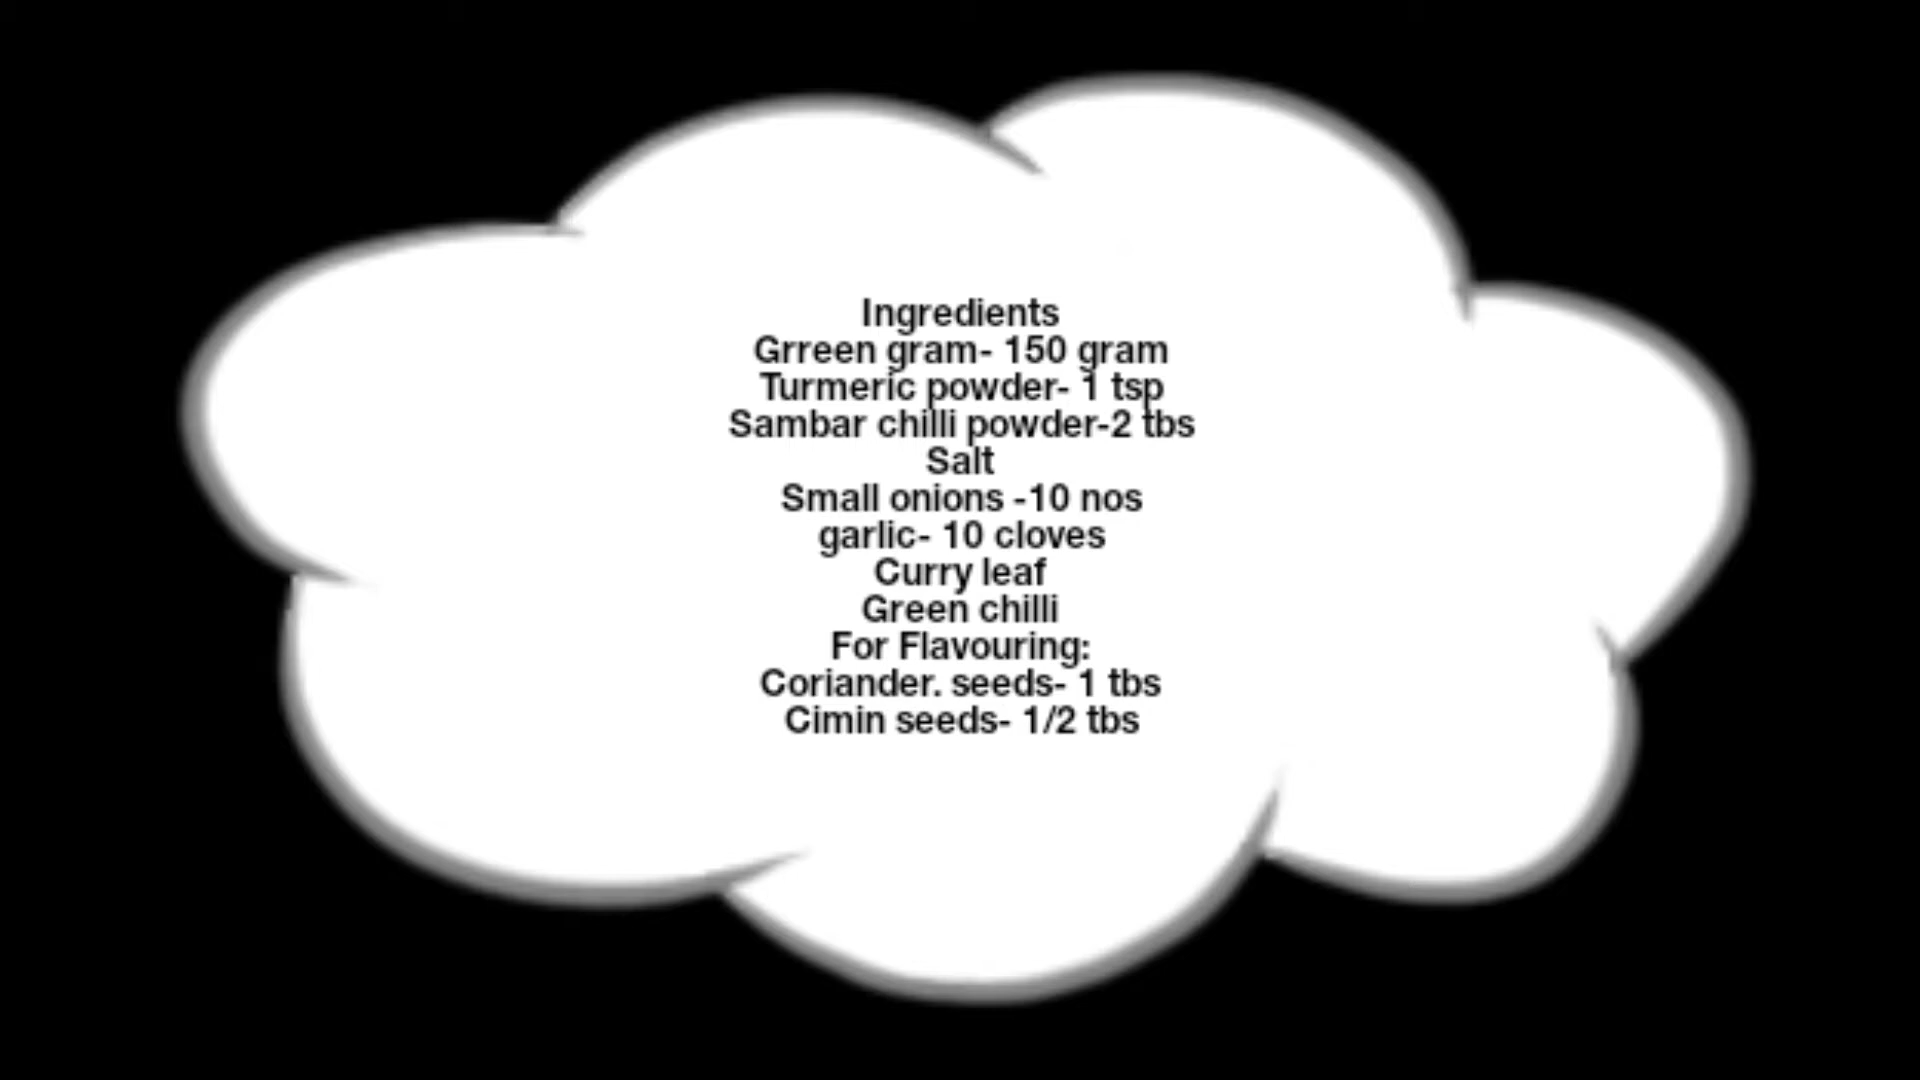 Ingredients
Grreen gram- 150 gram
Turmeric powder- 1 tsp
Sambar chilli powder-2 tbs
Salt
Small onions -10 nos
garlic- 10 cloves
Curry leaf
Green chilli
For Flavouring:
Coriander. seeds- 1 tbs
Cimin seeds- 1/2 tbs